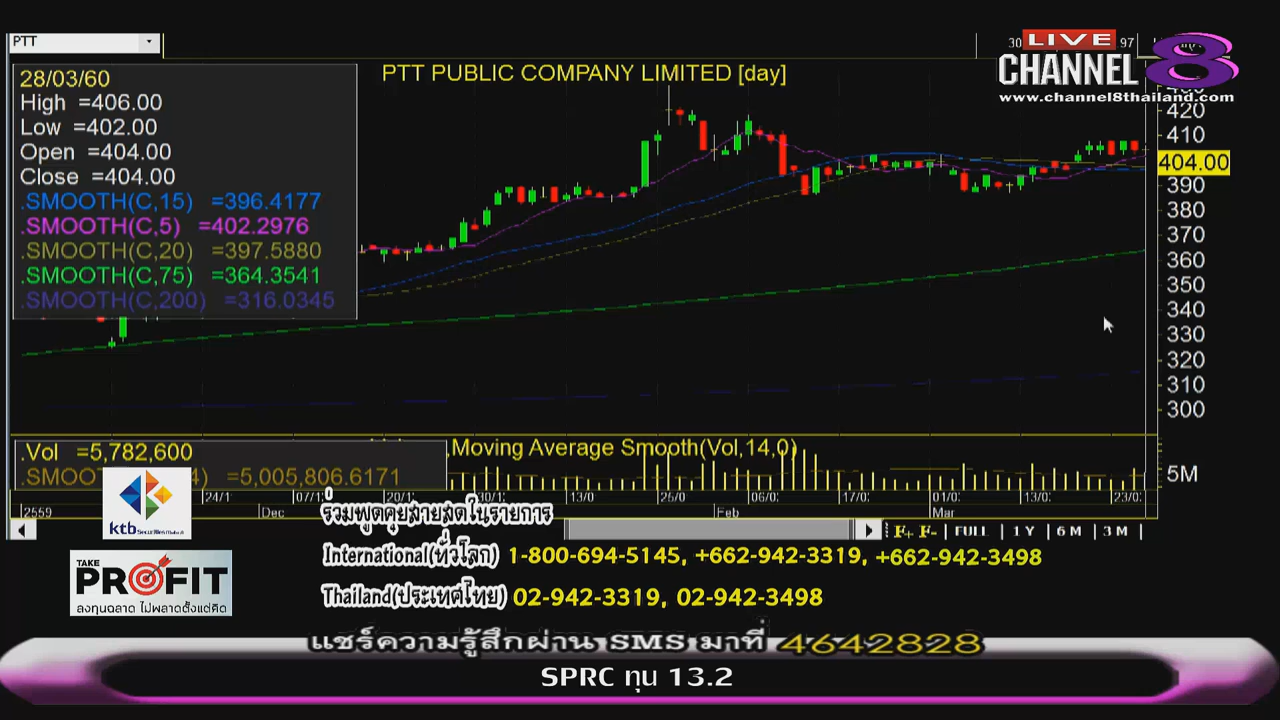 PTT
30
97
LIVE
CHANNEL 8
www.channel8thailand.com
PTT PUBLIC COMPANY LIMITED [day]
28/03/60
High =406.00
Low =402.00
Open =404.00
Close =404.00
.SMOOTH(C,15) =396.4177
.SMOOTH(C,5) =402.2976
.SMOOTH(C,20) =397.5880
.SMOOTH(C,75) =364.3541
.SMOOTH(C,200) =316.0345
420
410
404.00
390
380
370
360
350
340
330
320
310
300
.Vol =5,782,600
,Moving Average Smooth(Vol,14,0)
.SMOO 4) =5,005,806.6171
5M
24/1 07/1 20/1 30/1 13/0 25/0 06/0 17/0 01/0 13/0 23/0
2559 Dec Feb Mar
F+ F- FULL 1 Y 6 M 3 M
ktb
TAKE
PROFIT
ลงทุนฉลาด ไม่พลาดตั้งแต่คิด
ร่วมพูดคุยสายสดในรายการ
International(ทั่วโลก) 1-800-694-5145, +662-942-3319, +662-942-3498
Thailand(ประเทศไทย) 02-942-3319, 02-942-3498
แชร์ความรู้สึกผ่าน SMS มาที่ 4642828
SPRC ทุน 13.2